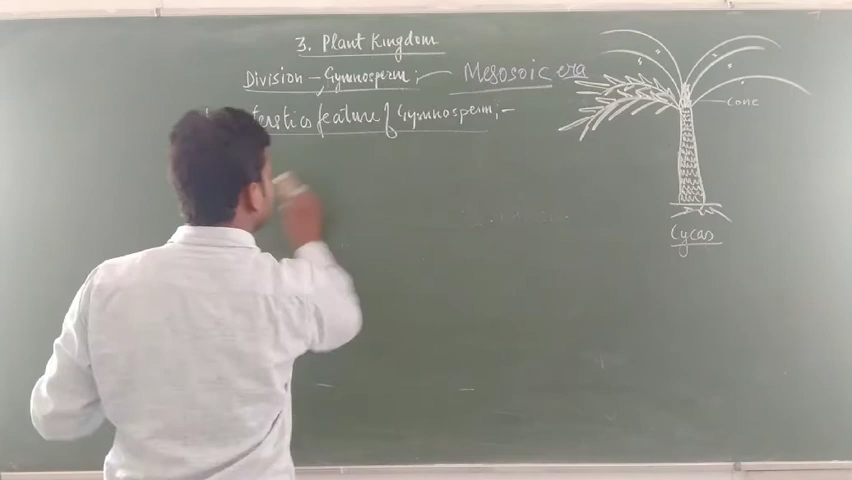 3. Plant Kingdom
Division - Gymnosperm :- Mesosoic era
teristics feature of Gymnosperm; -
Cone
Cycas